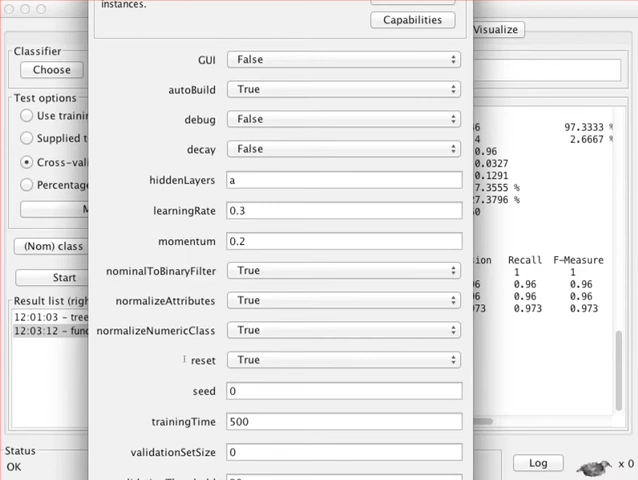 instances.
Capabilities
Visualize
Classifier
Choose
GUI False
autoBuild True
Test options
debug False
Use trainin
Supplied t
decay False
Cross-vali
hiddenLayers a
Percentage
learningRate 0.3
M
momentum 0.2
(Nom) class
nominalToBinaryFilter True
Start
normalizeAttributes True
Result list (righ
12:01:03 - tree
12:03:12 - func
normalizeNumericClass True
reset True
seed 0
trainingTime 500
validationSetSize 0
97.3333 %
2.6667 %
0.96
0.0327
0.1291
7.3555 %
7.3796 %
Recall F-Measure
1 1
0.96 0.96
0.96 0.96
0.973 0.973
Status
OK
Log
x 0